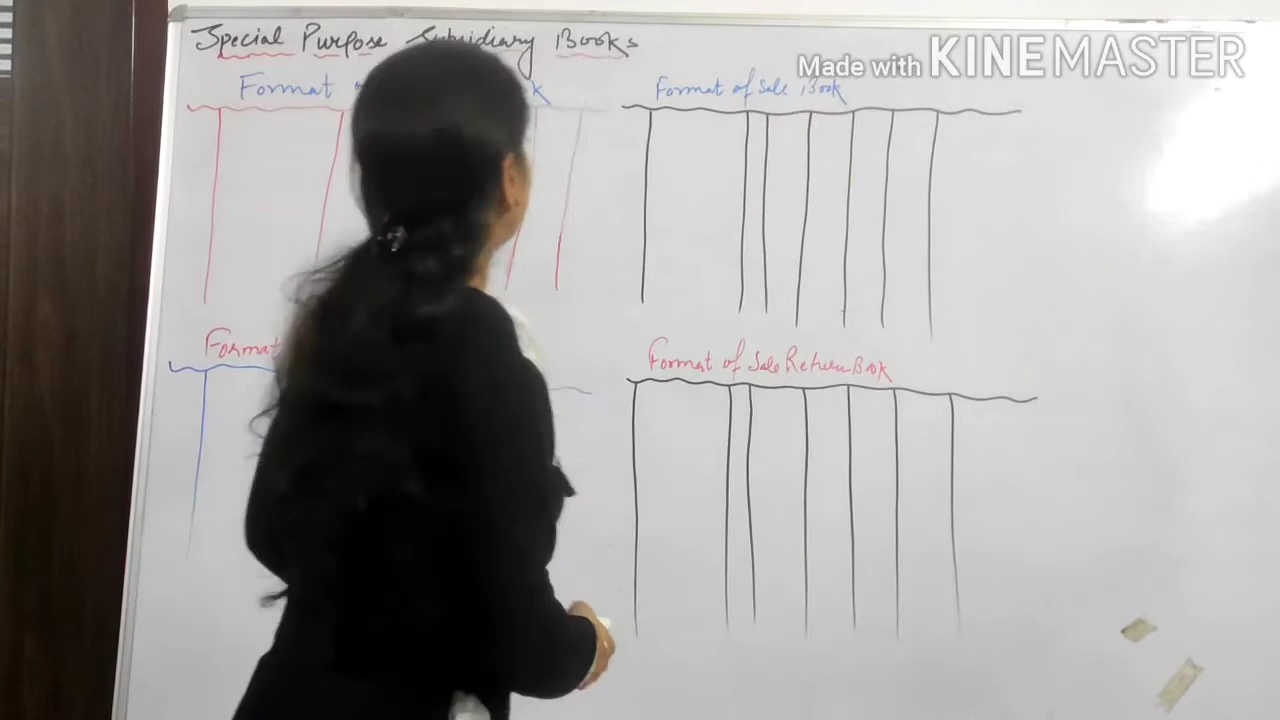 Special Purpose Subsidiary Books
Made with KINEMASTER
Format
Format of Sale Book
Format
Format of Sale Return Book